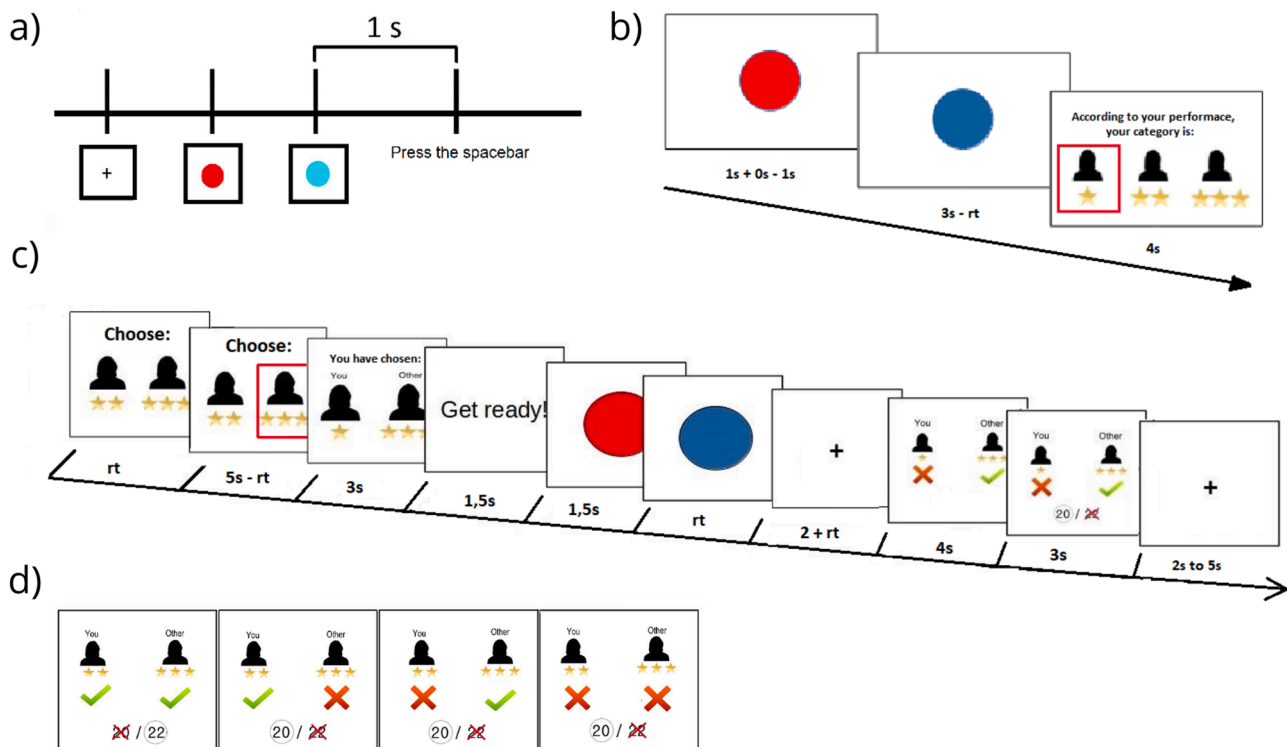 a)
1 s
+
Press the spacebar
b)
1s + 0s - 1s
3s - rt
According to your performace,
your category is:
4s
c)
Choose:
rt
Choose:
5s - rt
You have chosen:
You Other
3s
Get ready!
1,5s
1,5s
rt
+
2 + rt
You Other
4s
You Other
20 / 22
3s
+
2s to 5s
d)
You Other
20 / 22
You Other
20 / 22
You Other
20 / 22
You Other
20 / 22